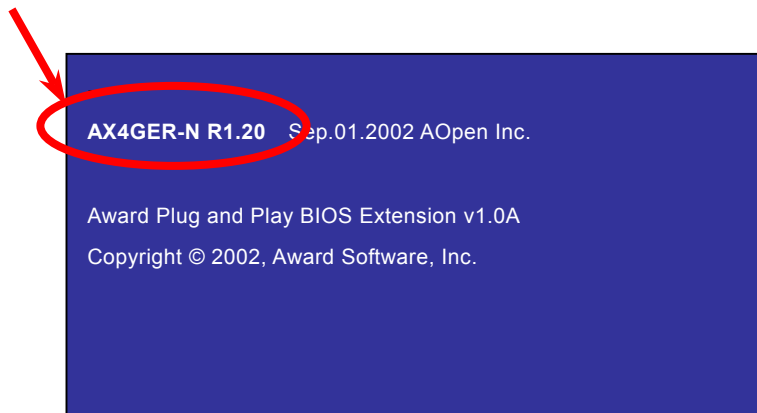 AX4GER-N R1.20 Sep.01.2002 AOpen Inc.
Award Plug and Play BIOS Extension v1.0A
Copyright © 2002, Award Software, Inc.